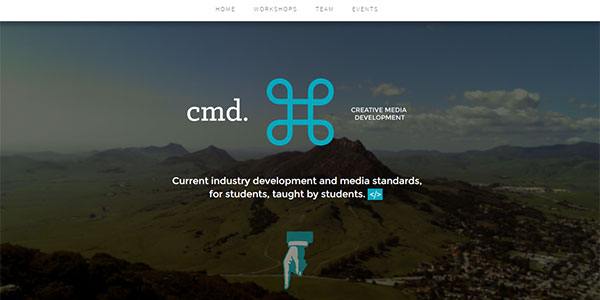 HOME WORKSHOPS TEAM EVENTS
cmd.
CREATIVE MEDIA
DEVELOPMENT
Current industry development and media standards,
for students, taught by students. </>